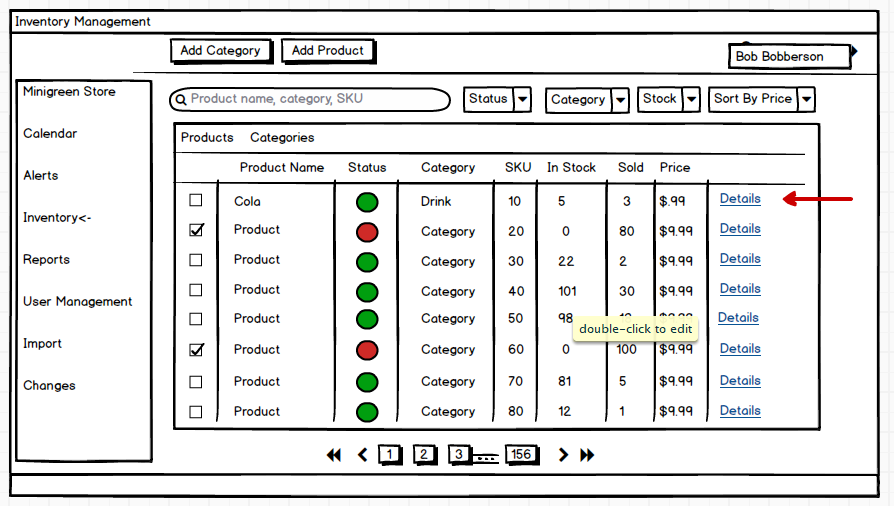 Inventory Management
Add Category Add Product Bob Bobberson
Minigreen Store
Calendar
Alerts
Inventory<-
Reports
User Management
Import
Changes
Product name, category, SKU Status Category Stock Sort By Price
Products Categories
Product Name Status Category SKU In Stock Sold Price
Cola Drink 10 5 3 $.99 Details
Product Category 20 0 80 $9.99 Details
Product Category 30 22 2 $9.99 Details
Product Category 40 101 30 $9.99 Details
Product Category 50 98 $9.99 Details
double-click to edit
Product Category 60 0 100 $9.99 Details
Product Category 70 81 5 $9.99 Details
Product Category 80 12 1 $9.99 Details
1 2 3 .... 156